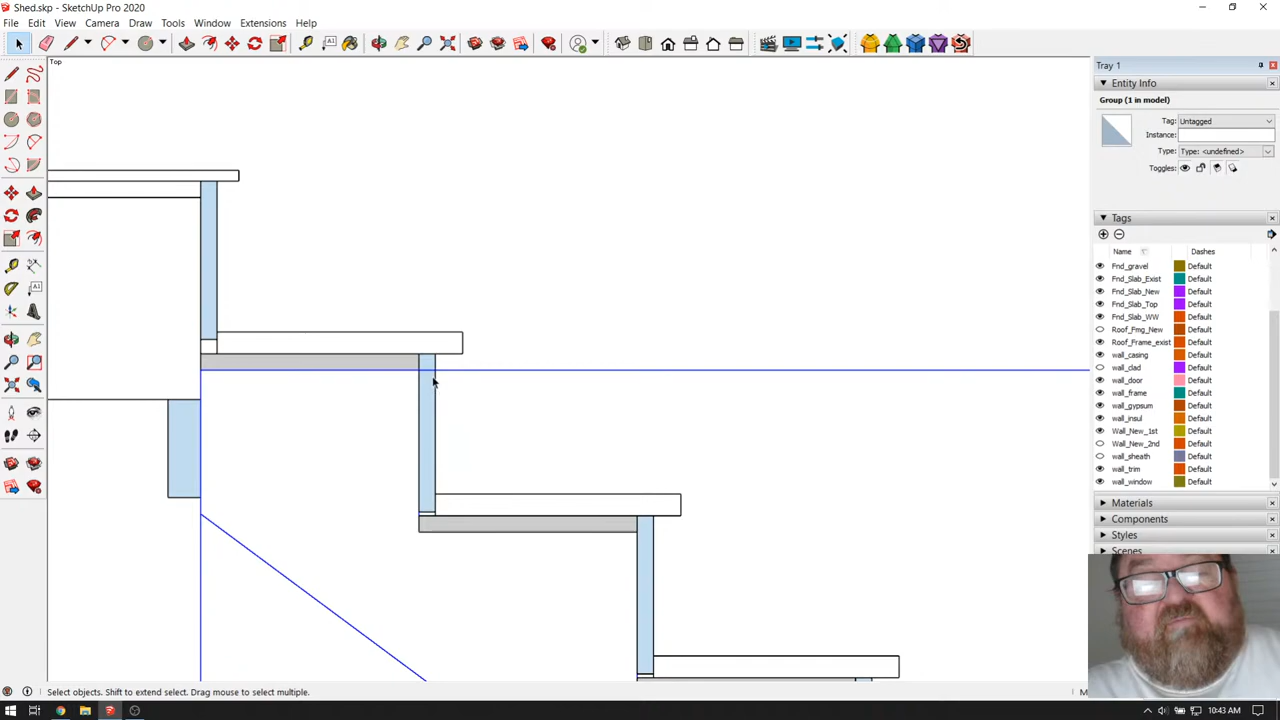 Shed.skp - SketchUp Pro 2020
File Edit View Camera Draw Tools Window Extensions Help
Top
Tray 1
Entity Info
Group (1 in model)
Tag: Untagged
Instance:
Type: Type: <undefined>
Toggles:
Tags
Name Dashes
Fnd_gravel Default
Fnd_Slab_Exist Default
Fnd_Slab_New Default
Fnd_Slab_Top Default
Fnd_Slab_WW Default
Roof_Fmg_New Default
Roof_Frame_exist Default
wall_casing Default
wall_clad Default
wall_door Default
wall_frame Default
wall_gypsum Default
wall_insul Default
Wall_New_1st Default
Wall_New_2nd Default
wall_sheath Default
wall_trim Default
wall_window Default
Materials
Components
Styles
Scenes
Select objects. Shift to extend select. Drag mouse to select multiple.
10:43 AM